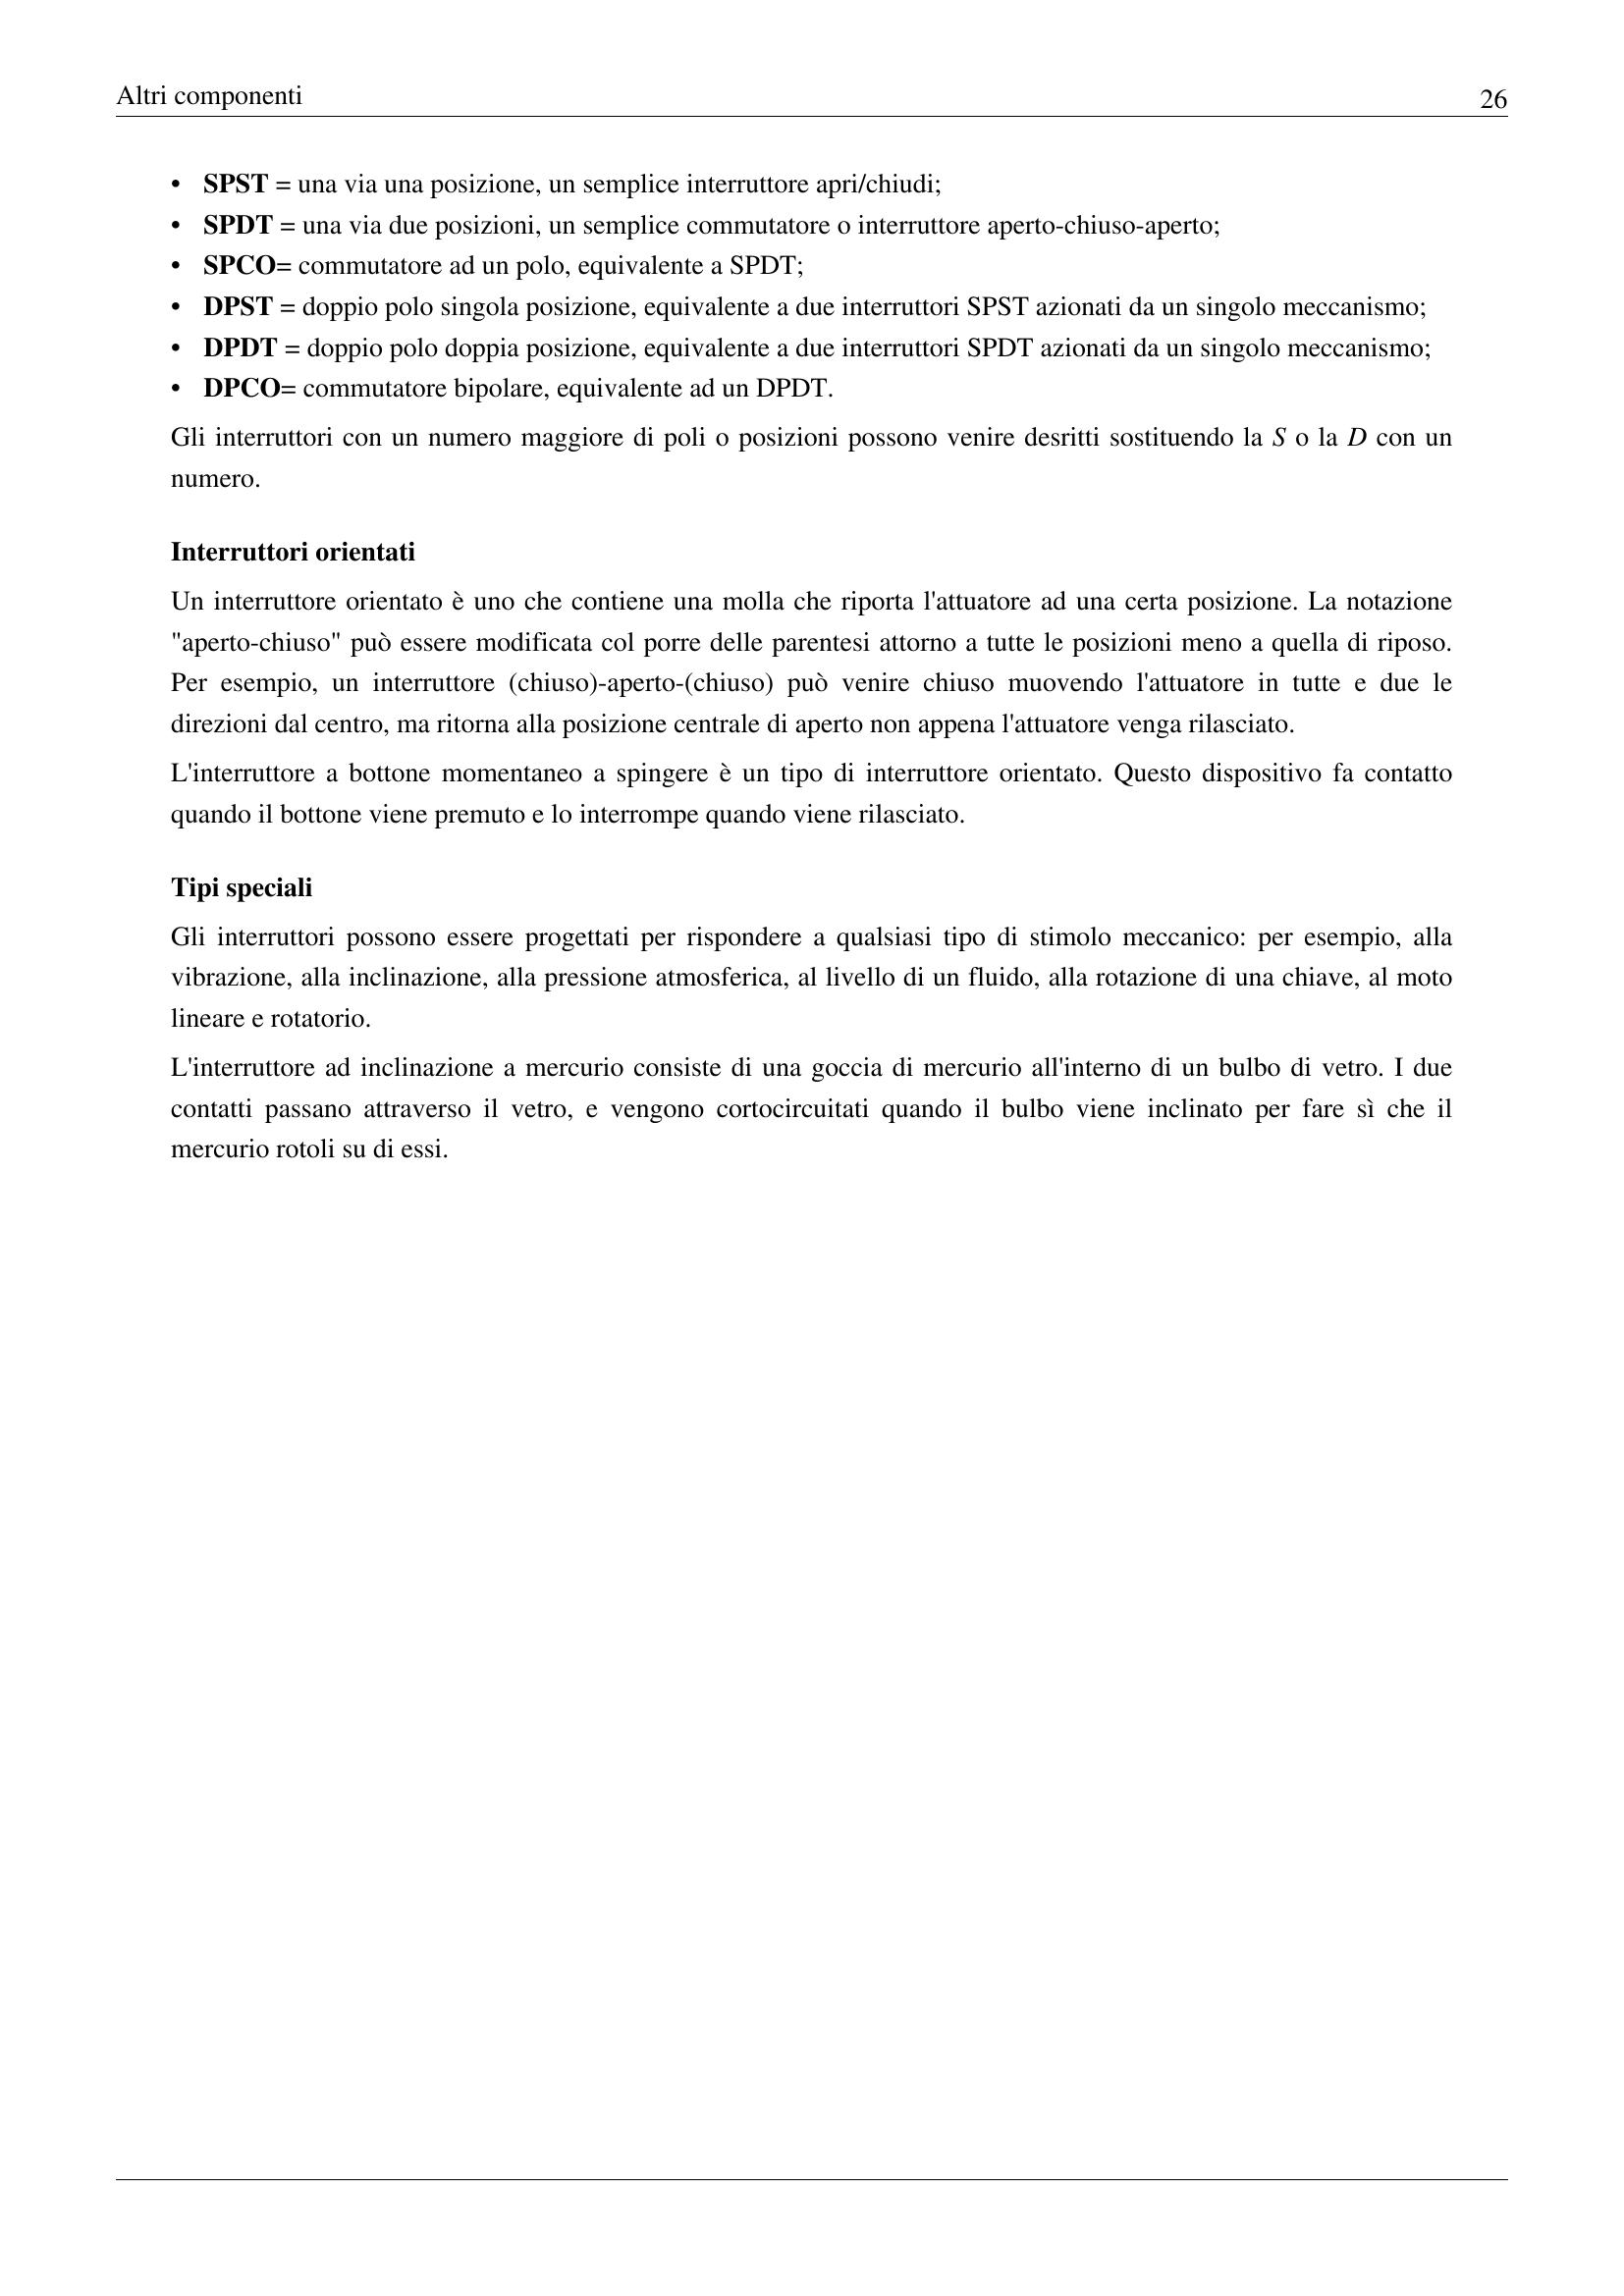 Altri componenti 26
• SPST = una via una posizione, un semplice interruttore apri/chiudi;
• SPDT = una via due posizioni, un semplice commutatore o interruttore aperto-chiuso-aperto;
• SPCO= commutatore ad un polo, equivalente a SPDT;
• DPST = doppio polo singola posizione, equivalente a due interruttori SPST azionati da un singolo meccanismo;
• DPDT = doppio polo doppia posizione, equivalente a due interruttori SPDT azionati da un singolo meccanismo;
• DPCO= commutatore bipolare, equivalente ad un DPDT.
Gli interruttori con un numero maggiore di poli o posizioni possono venire desritti sostituendo la S o la D con un
numero.
Interruttori orientati
Un interruttore orientato è uno che contiene una molla che riporta l'attuatore ad una certa posizione. La notazione
"aperto-chiuso" può essere modificata col porre delle parentesi attorno a tutte le posizioni meno a quella di riposo.
Per esempio, un interruttore (chiuso)-aperto-(chiuso) può venire chiuso muovendo l'attuatore in tutte e due le
direzioni dal centro, ma ritorna alla posizione centrale di aperto non appena l'attuatore venga rilasciato.
L'interruttore a bottone momentaneo a spingere è un tipo di interruttore orientato. Questo dispositivo fa contatto
quando il bottone viene premuto e lo interrompe quando viene rilasciato.
Tipi speciali
Gli interruttori possono essere progettati per rispondere a qualsiasi tipo di stimolo meccanico: per esempio, alla
vibrazione, alla inclinazione, alla pressione atmosferica, al livello di un fluido, alla rotazione di una chiave, al moto
lineare e rotatorio.
L'interruttore ad inclinazione a mercurio consiste di una goccia di mercurio all'interno di un bulbo di vetro. I due
contatti passano attraverso il vetro, e vengono cortocircuitati quando il bulbo viene inclinato per fare sì che il
mercurio rotoli su di essi.